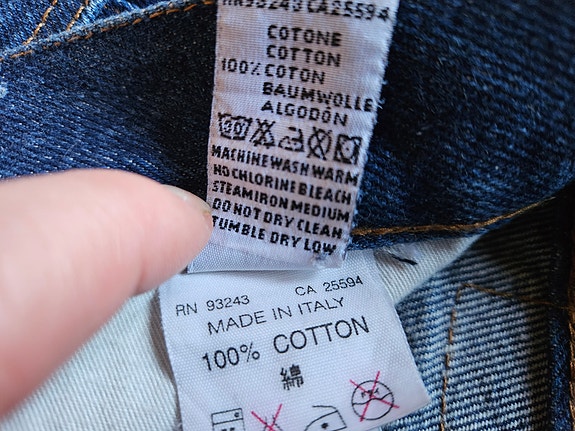 RN93243 CA25594
COTONE
COTTON
100% COTON
BAUMWOLLE
ALGODÓN
MACHINE WASH WARM
NO CHLORINE BLEACH
STEAM IRON MEDIUM
DO NOT DRY CLEAN
TUMBLE DRY LOW
RN 93243 CA 25594
MADE IN ITALY
100% COTTON
綿